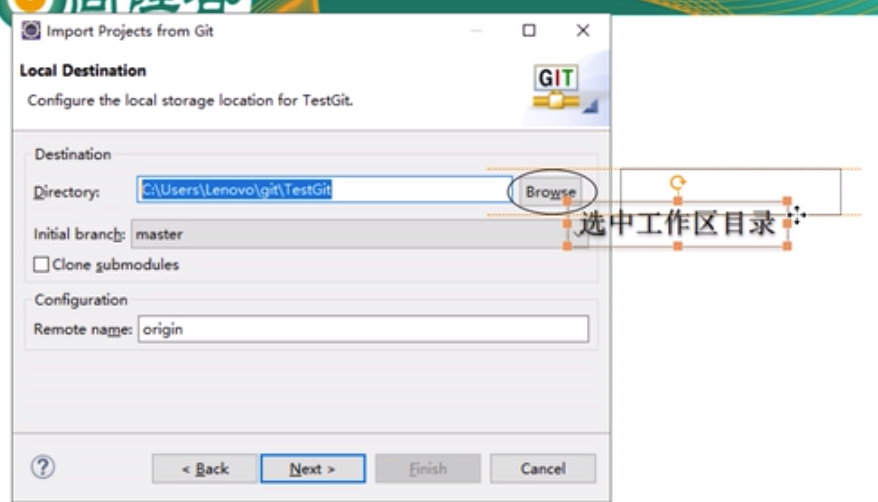 Import Projects from Git
Local Destination
GIT
Configure the local storage location for TestGit.
Destination
Directory: C:\Users\Lenovo\git\TestGit Browse
选中工作区目录
Initial branch: master
Clone submodules
Configuration
Remote name: origin
< Back Next > Finish Cancel